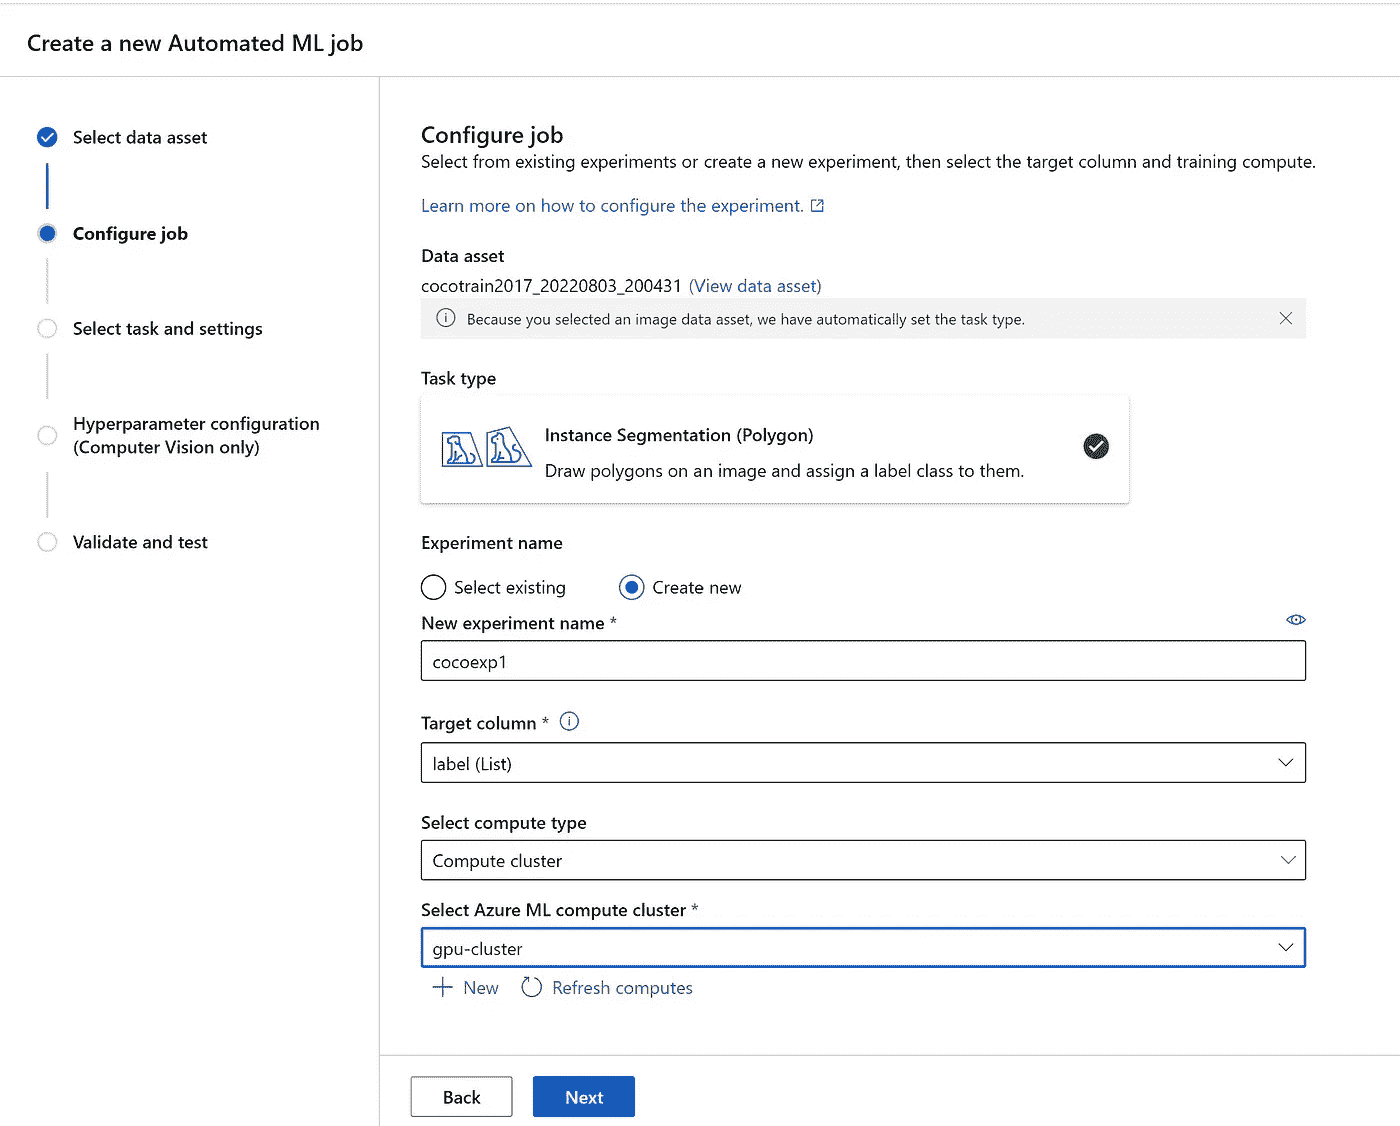 Create a new Automated ML job
Select data asset
Configure job
Select task and settings
Hyperparameter configuration
(Computer Vision only)
Validate and test
Configure job
Select from existing experiments or create a new experiment, then select the target column and training compute.
Learn more on how to configure the experiment.
Data asset
cocotrain2017_20220803_200431 (View data asset)
Because you selected an image data asset, we have automatically set the task type.
Task type
Instance Segmentation (Polygon)
Draw polygons on an image and assign a label class to them.
Experiment name
Select existing
Create new
New experiment name *
cocoexp1
Target column *
label (List)
Select compute type
Compute cluster
Select Azure ML compute cluster *
gpu-cluster
New
Refresh computes
Back
Next